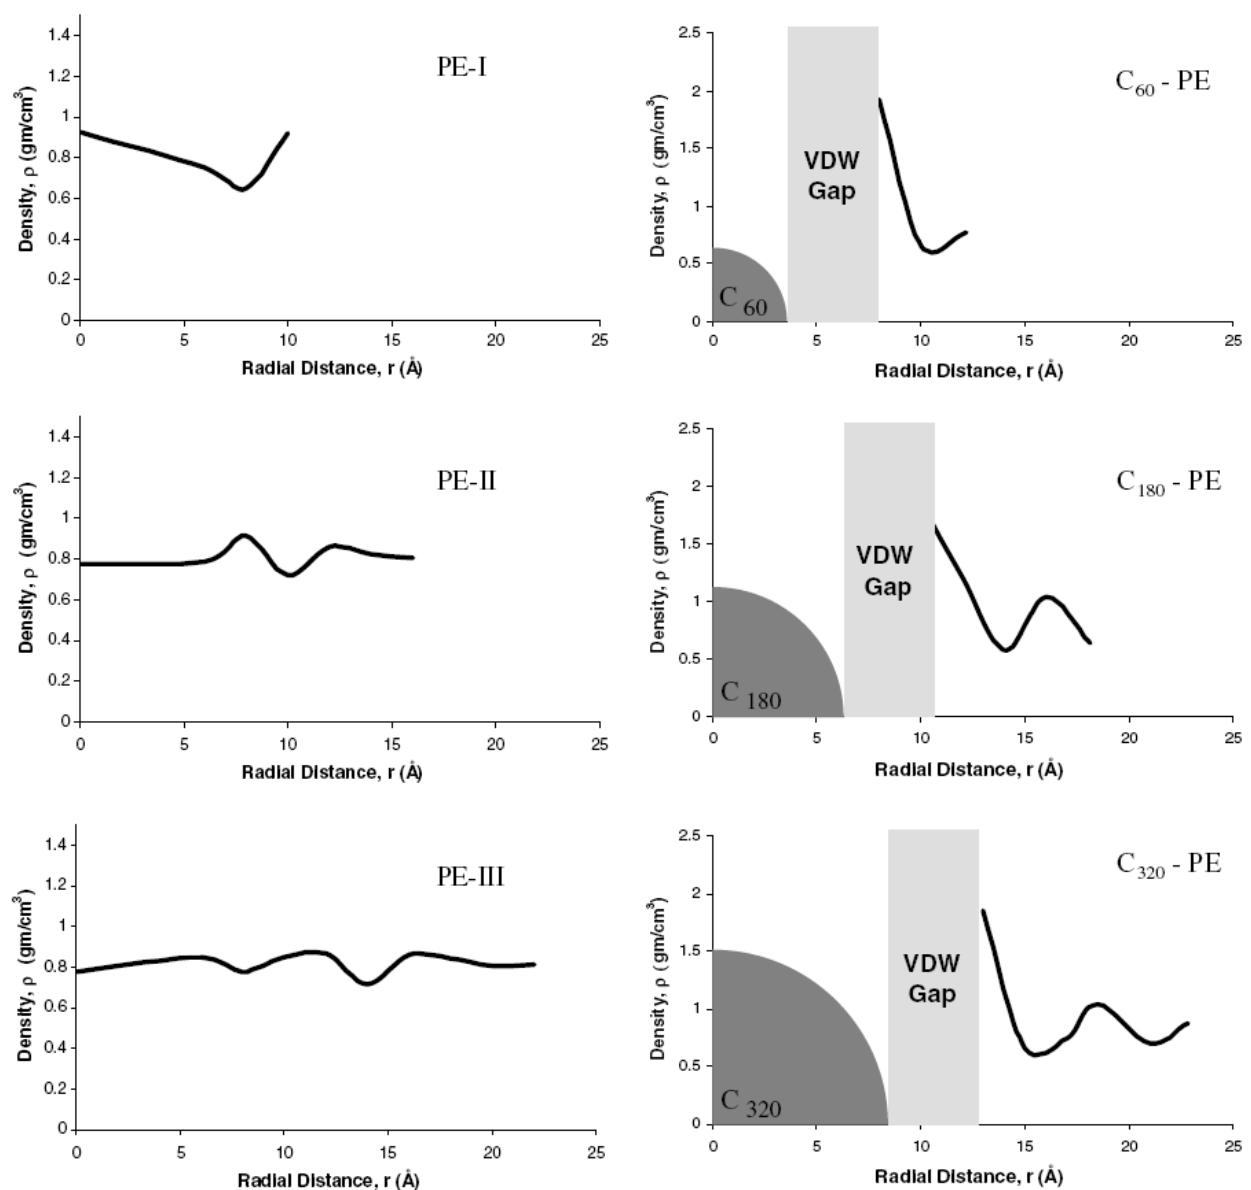 1.4
1.2
1
0.8
0.6
0.4
0.2
0
Density, ρ (gm/cm³)
PE-I
0 5 10 15 20 25
Radial Distance, r (Å)
2.5
2
1.5
1
0.5
0
Density, ρ (gm/cm³)
C₆₀ - PE
VDW
Gap
C ₆₀
0 5 10 15 20 25
Radial Distance, r (Å)
1.4
1.2
1
0.8
0.6
0.4
0.2
0
Density, ρ (gm/cm³)
PE-II
0 5 10 15 20 25
Radial Distance, r (Å)
2.5
2
1.5
1
0.5
0
Density, ρ (gm/cm³)
C₁₈₀ - PE
VDW
Gap
C ₁₈₀
0 5 10 15 20 25
Radial Distance, r (Å)
1.4
1.2
1
0.8
0.6
0.4
0.2
0
Density, ρ (gm/cm³)
PE-III
0 5 10 15 20 25
Radial Distance, r (Å)
2.5
2
1.5
1
0.5
0
Density, ρ (gm/cm³)
C₃₂₀ - PE
VDW
Gap
C ₃₂₀
0 5 10 15 20 25
Radial Distance, r (Å)